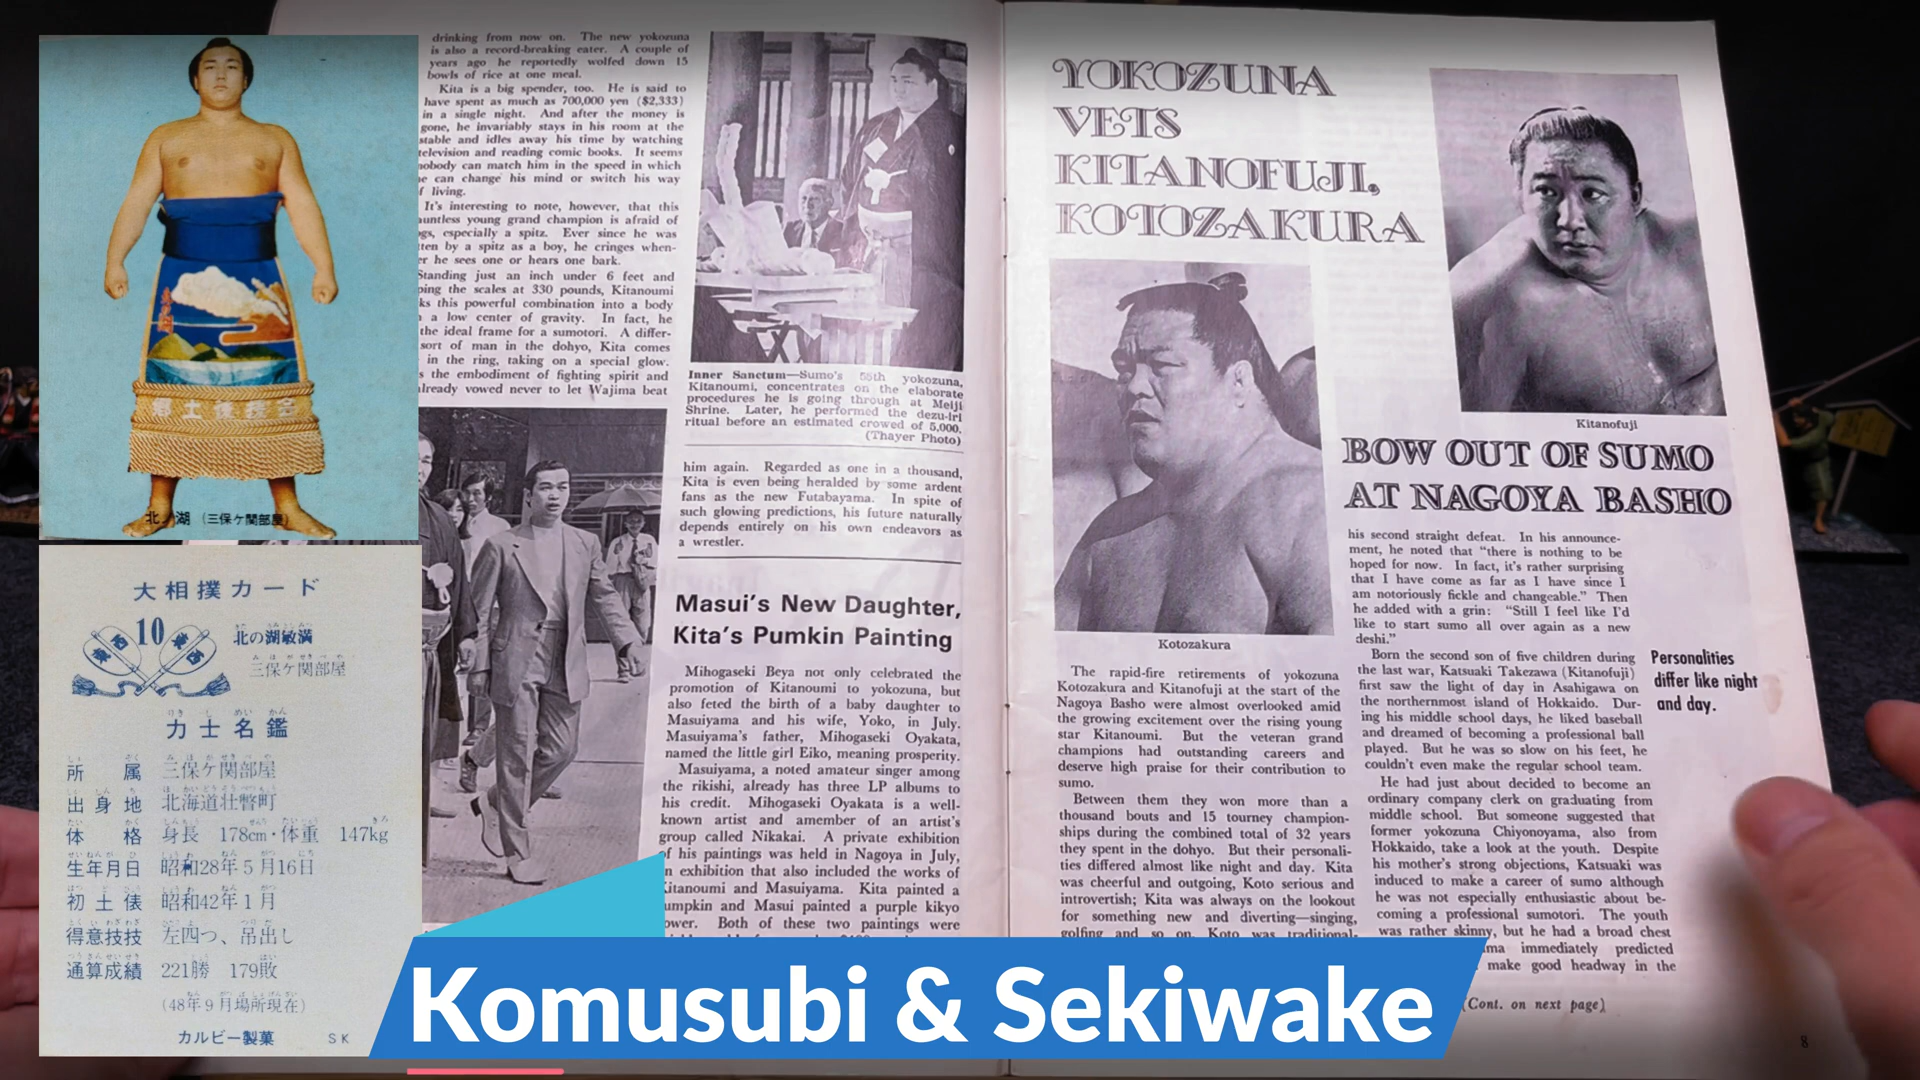 北の湖 (三保ケ関部屋)
大相撲カード
10
北の湖敏満
三保ケ関部屋
力士名鑑
所属 三保ケ関部屋
出身地 北海道壮瞥町
体格 身長 178cm・体重 147kg
生年月日 昭和28年5月16日
初土俵 昭和42年1月
得意技 左四つ、吊出し
通算成績 221勝 179敗
(48年9月場所現在)
カルビー製菓 SK
drinking from now on. The new yokozuna
is also a record-breaking eater. A couple of
years ago he reportedly wolfed down 15
bowls of rice at one meal.
Kita is a big spender, too. He is said to
have spent as much as 700,000 yen ($2,333)
in a single night. And after the money is
gone, he invariably stays in his room at the
stable and idles away his time by watching
television and reading comic books. It seems
nobody can match him in the speed in which
can change his mind or switch his way
of living.
It's interesting to note, however, that this
young grand champion is afraid of
especially a spitz. Ever since he was
by a spitz as a boy, he cringes when-
he sees one or hears one bark.
Standing just an inch under 6 feet and
the scales at 330 pounds, Kitanoumi
this powerful combination into a body
a low center of gravity. In fact, he
the ideal frame for a sumotori. A differ-
sort of man in the dohyo, Kita comes
in the ring, taking on a special glow.
the embodiment of fighting spirit and
already vowed never to let Wajima beat
Inner Sanctum—Sumo's 55th yokozuna,
Kitanoumi, concentrates on the elaborate
procedures he is going through at Meiji
Shrine. Later, he performed the dezu-iri
ritual before an estimated crowed of 5,000.
(Thayer Photo)
him again. Regarded as one in a thousand,
Kita is even being heralded by some ardent
fans as the new Futabayama. In spite of
such glowing predictions, his future naturally
depends entirely on his own endeavors as
a wrestler.
Masui's New Daughter,
Kita's Pumkin Painting
Mihogaseki Beya not only celebrated the
promotion of Kitanoumi to yokozuna, but
also feted the birth of a baby daughter to
Masuiyama and his wife, Yoko, in July.
Masuiyama's father, Mihogaseki Oyakata,
named the little girl Eiko, meaning prosperity.
Masuiyama, a noted amateur singer among
the rikishi, already has three LP albums to
his credit. Mihogaseki Oyakata is a well-
known artist and amember of an artist's
group called Nikakai. A private exhibition
of his paintings was held in Nagoya in July,
exhibition that also included the works of
Kitanoumi and Masuiyama. Kita painted a
pumpkin and Masui painted a purple kikyo
flower. Both of these two paintings were
YOKOZUNA
VETS
KITANOFUJI,
KOTOZAKURA
Kitanofuji
BOW OUT OF SUMO
AT NAGOYA BASHO
Kotozakura
The rapid-fire retirements of yokozuna
Kotozakura and Kitanofuji at the start of the
Nagoya Basho were almost overlooked amid
the growing excitement over the rising young
star Kitanoumi. But the veteran grand
champions had outstanding careers and
deserve high praise for their contribution to
sumo.
Between them they won more than a
thousand bouts and 15 tourney champion-
ships during the combined total of 32 years
they spent in the dohyo. But their personali-
ties differed almost like night and day. Kita
was cheerful and outgoing, Koto serious and
introvertish; Kita was always on the lookout
for something new and diverting—singing,
golfing and so on. Koto was traditional-
his second straight defeat. In his announce-
ment, he noted that "there is nothing to be
hoped for now. In fact, it's rather surprising
that I have come as far as I have since I
am notoriously fickle and changeable." Then
he added with a grin: "Still I feel like I'd
like to start sumo all over again as a new
deshi."
Born the second son of five children during
the last war, Katsuaki Takezawa (Kitanofuji)
first saw the light of day in Asahigawa on
the northernmost island of Hokkaido. Dur-
ing his middle school days, he liked baseball
and dreamed of becoming a professional ball
played. But he was so slow on his feet, he
couldn't even make the regular school team.
He had just about decided to become an
ordinary company clerk on graduating from
middle school. But someone suggested that
former yokozuna Chiyonoyama, also from
Hokkaido, take a look at the youth. Despite
his mother's strong objections, Katsuaki was
induced to make a career of sumo although
he was not especially enthusiastic about be-
coming a professional sumotori. The youth
was rather skinny, but he had a broad chest
immediately predicted
make good headway in the
(Cont. on next page)
Personalities
differ like night
and day.
8
Komusubi & Sekiwake